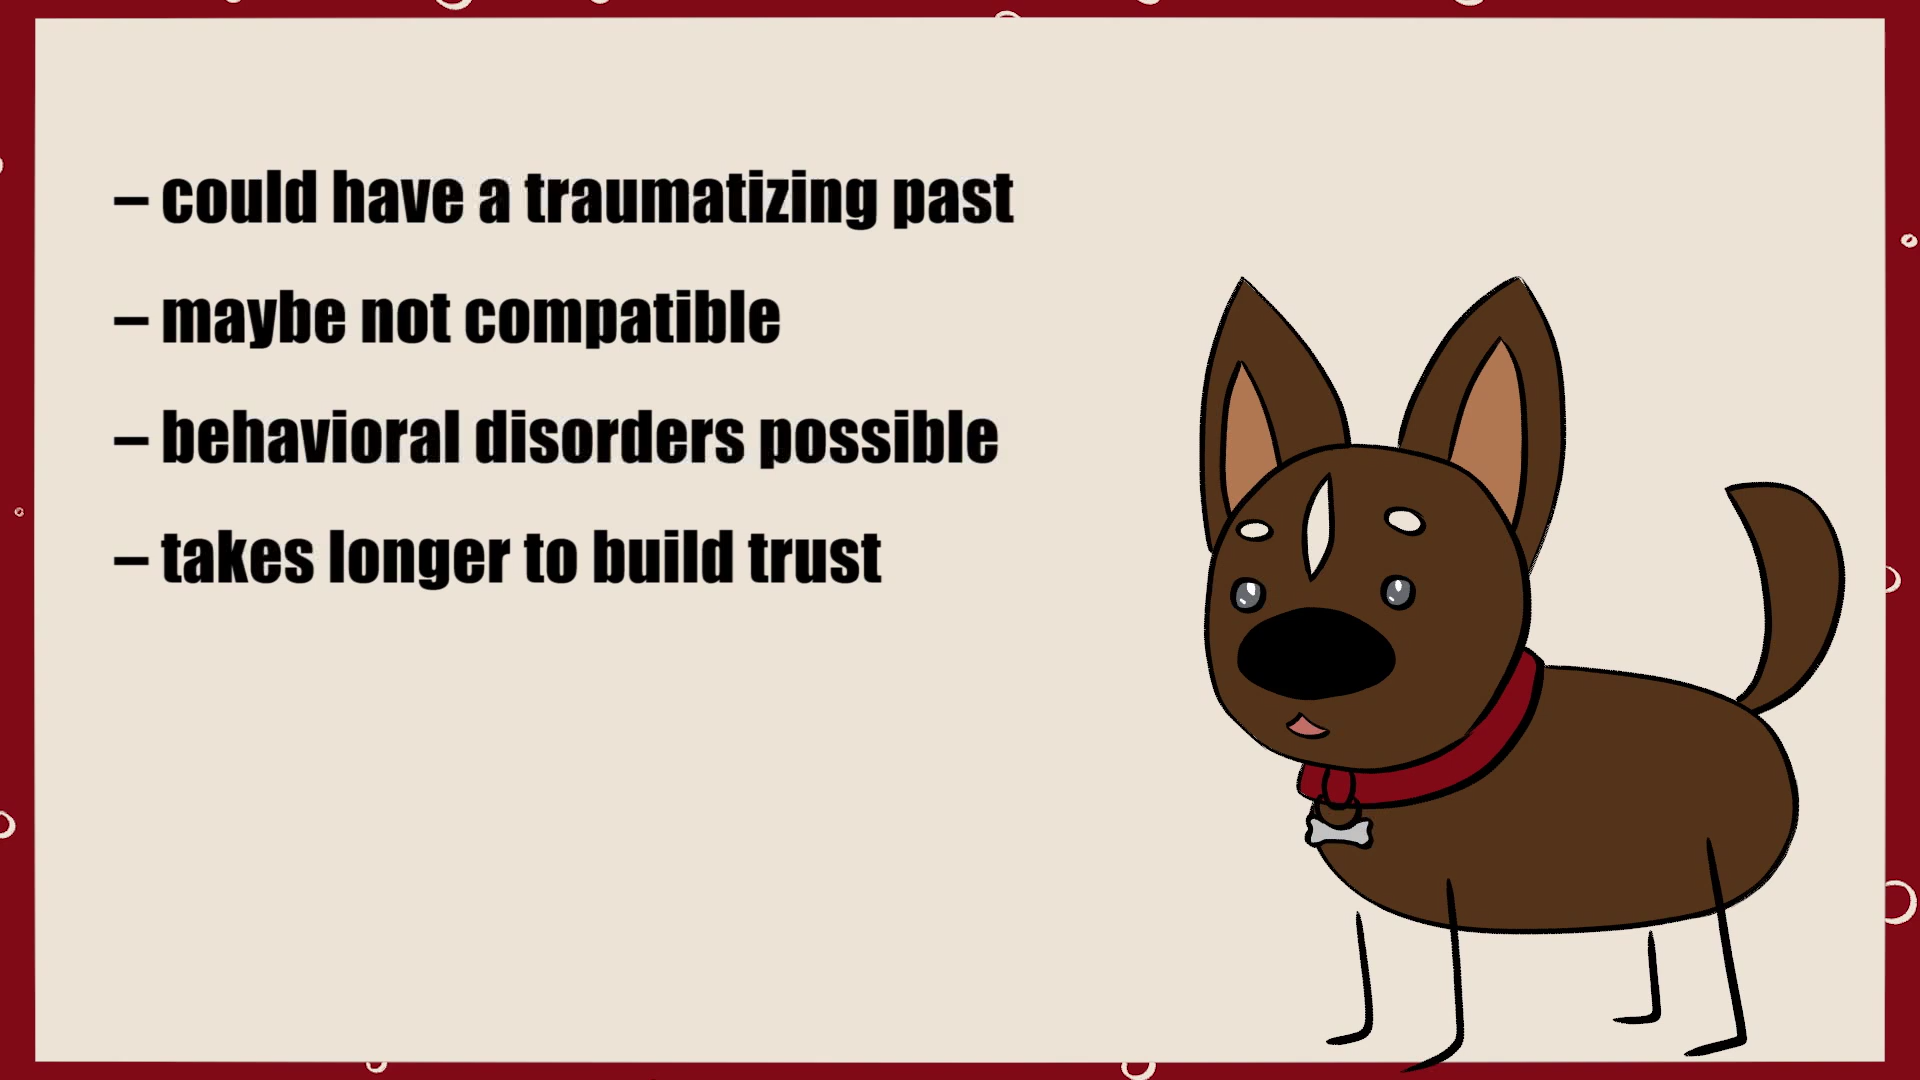 – could have a traumatizing past
– maybe not compatible
– behavioral disorders possible
– takes longer to build trust